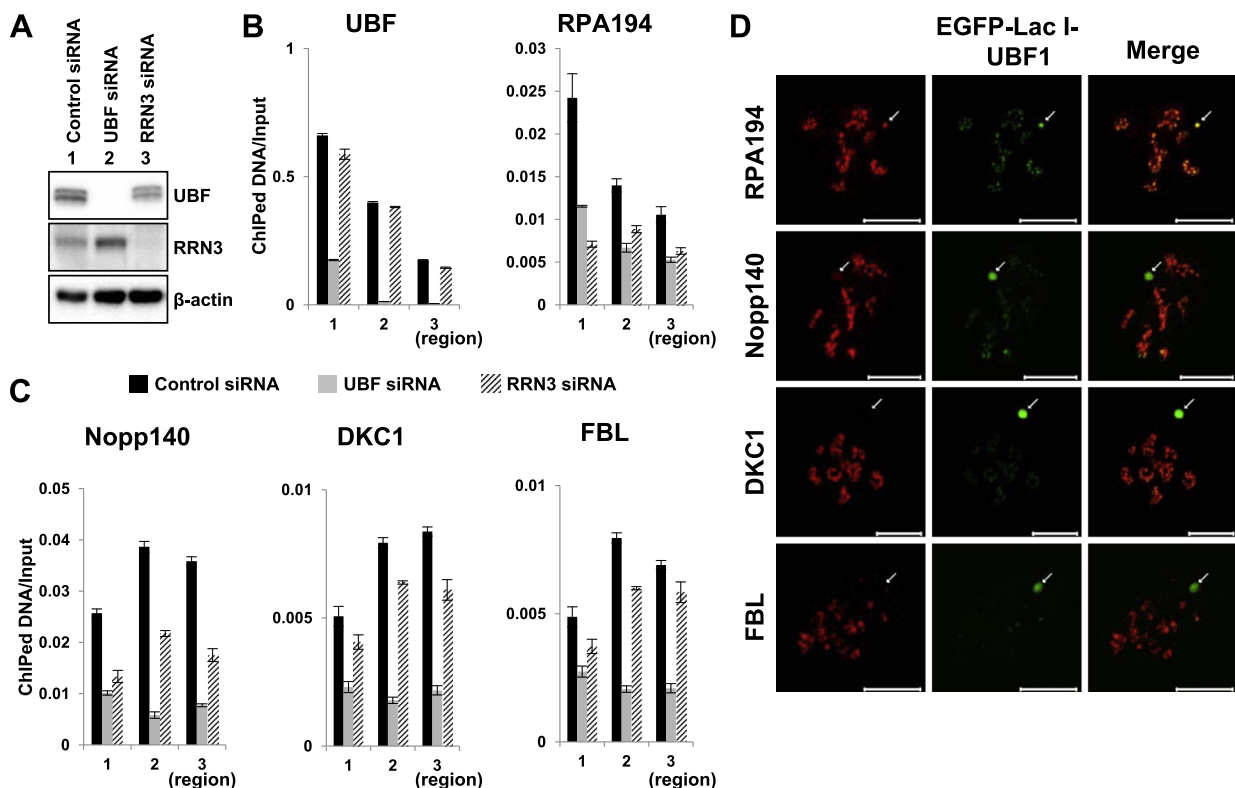 A
Control siRNA
UBF siRNA
RRN3 siRNA
1 2 3
UBF
RRN3
β-actin
B
UBF
ChIPed DNA/Input
1
0.5
0
1 2 3
(region)
RPA194
0.03
0.025
0.02
0.015
0.01
0.005
0
1 2 3
(region)
Control siRNA UBF siRNA RRN3 siRNA
C
Nopp140
ChIPed DNA/Input
0.05
0.04
0.03
0.02
0.01
0
1 2 3
(region)
DKC1
0.01
0.005
0
1 2 3
(region)
FBL
0.01
0.005
0
1 2 3
(region)
D
EGFP-Lac I-
UBF1
Merge
RPA194
Nopp140
DKC1
FBL